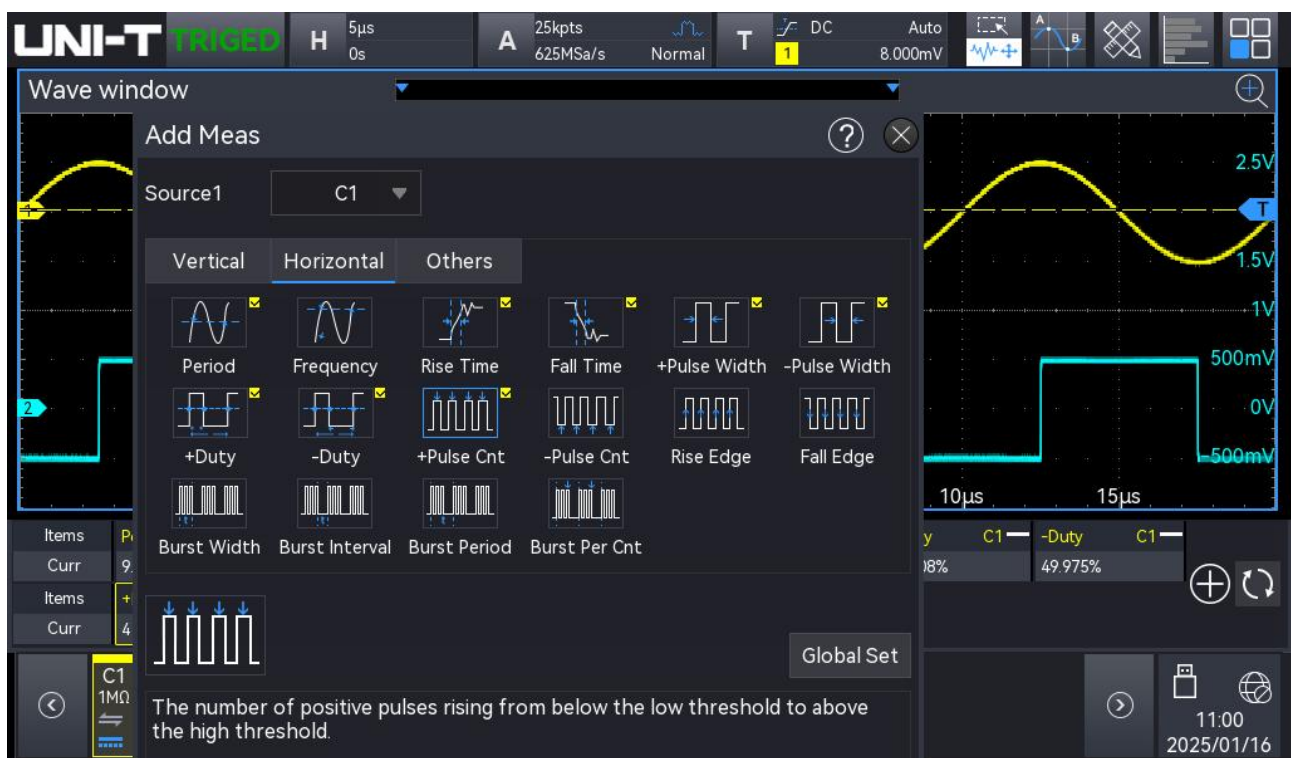 UNI-T TRIGED H 5μs 0s A 25kpts 625MSa/s Normal T DC 1 Auto 8.000mV A B
Wave window
Add Meas ?
Source1 C1
2.5V
1 T
Vertical Horizontal Others
1.5V
1V
Period Frequency Rise Time Fall Time +Pulse Width -Pulse Width
500mV
2 0V
+Duty -Duty +Pulse Cnt -Pulse Cnt Rise Edge Fall Edge
-500mV
10μs 15μs
Burst Width Burst Interval Burst Period Burst Per Cnt
Items C1 -Duty C1
Curr 9. 49.975%
Items
Curr 4
Global Set
C1
1MΩ
The number of positive pulses rising from below the low threshold to above
the high threshold.
11:00
2025/01/16